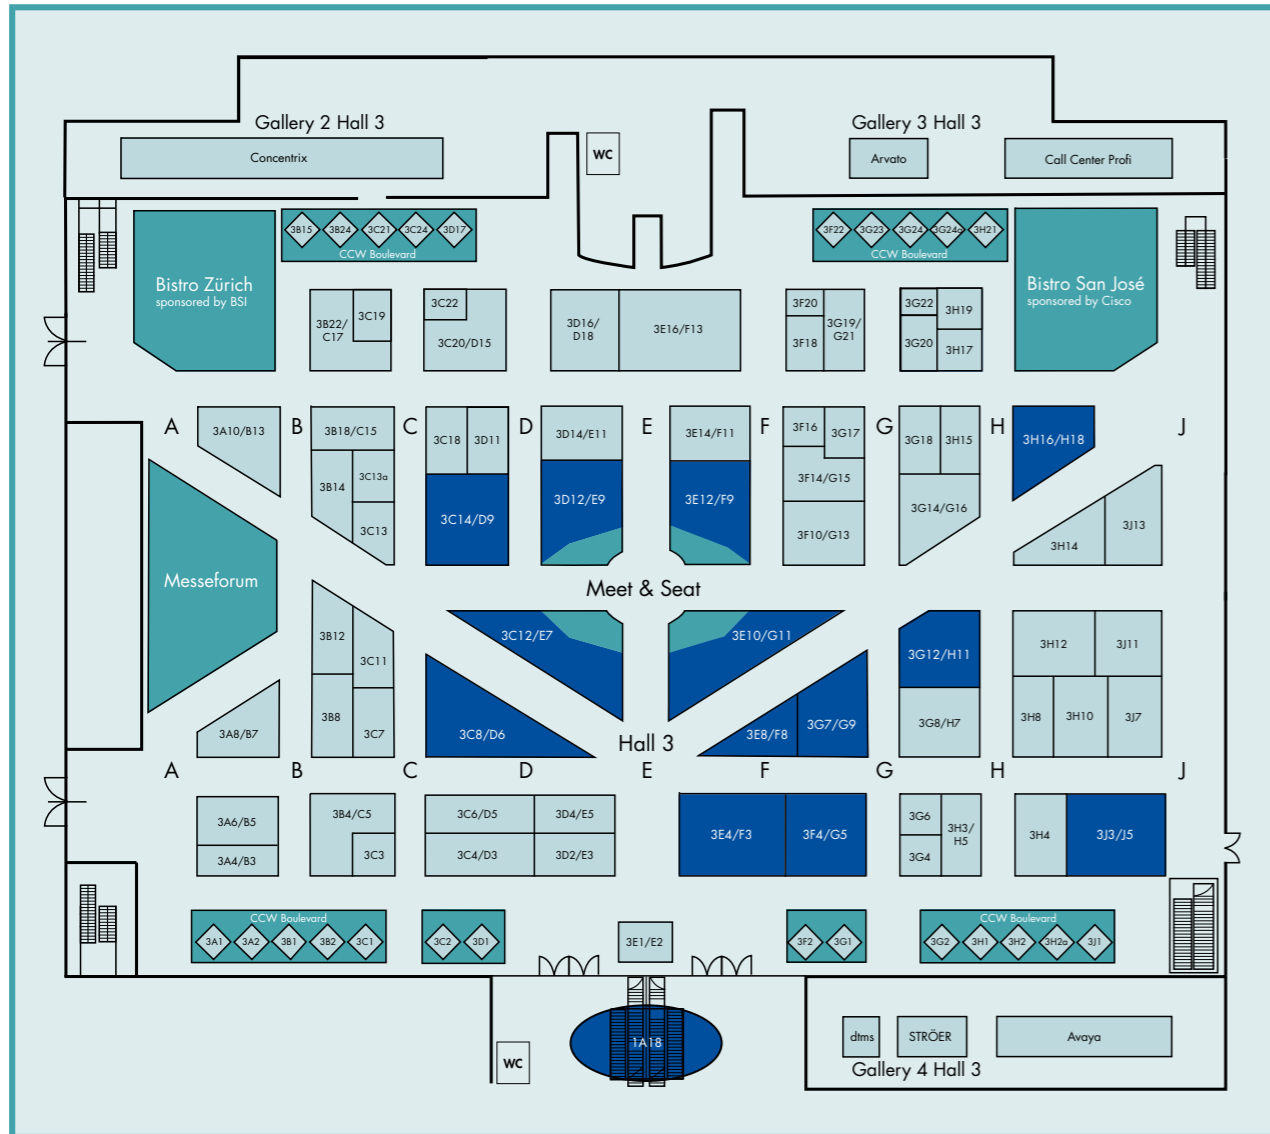 Gallery 2 Hall 3
Gallery 3 Hall 3
Concentrix
WC
Arvato
Call Center Profi
3B15
3B24
3C21
3C24
3D17
CCW Boulevard
3F22
3G23
3G24
3G24a
3H21
CCW Boulevard
Bistro Zürich
sponsored by BSI
Bistro San José
sponsored by Cisco
3B22/
C17
3C19
3C22
3C20/D15
3D16/
D18
3E16/F13
3F20
3F18
3G19/
G21
3G22
3G20
3H19
3H17
A
3A10/B13
B
3B18/C15
3B14
3C13a
3C13
C
3C18
3D11
3C14/D9
D
3D14/E11
3D12/E9
E
3E14/F11
3E12/F9
F
3F16
3G17
3F14/G15
3F10/G13
G
3G18
3H15
3G14/G16
H
3H16/H18
J
3H14
3J13
Messeforum
Meet & Seat
3B12
3C11
3B8
3C7
3C12/E7
3E10/G11
3G12/H11
3G8/H7
3H12
3J11
3H8
3H10
3J7
3A8/B7
3C8/D6
Hall 3
3E8/F8
3G7/G9
A
B
C
D
E
F
G
H
J
3A6/B5
3A4/B3
3B4/C5
3C3
3C6/D5
3D4/E5
3C4/D3
3D2/E3
3E4/F3
3F4/G5
3G6
3G4
3H3/
H5
3H4
3J3/J5
CCW Boulevard
3A1
3A2
3B1
3B2
3C1
3C2
3D1
3E1/E2
3F2
3G1
CCW Boulevard
3G2
3H1
3H2
3H2a
3J1
1A18
WC
dtms
STRÖER
Avaya
Gallery 4 Hall 3